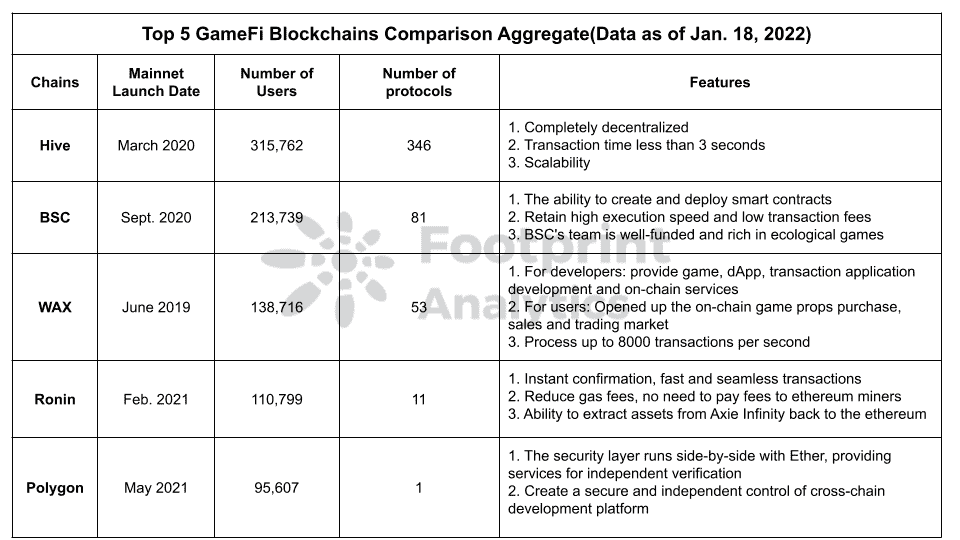 Top 5 GameFi Blockchains Comparison Aggregate(Data as of Jan. 18, 2022)
Chains
Mainnet
Launch Date
Number of
Users
Number of
protocols
Features
Hive
March 2020
315,762
346
1. Completely decentralized
2. Transaction time less than 3 seconds
3. Scalability
BSC
Sept. 2020
213,739
81
1. The ability to create and deploy smart contracts
2. Retain high execution speed and low transaction fees
3. BSC's team is well-funded and rich in ecological games
WAX
June 2019
138,716
53
1. For developers: provide game, dApp, transaction application
development and on-chain services
2. For users: Opened up the on-chain game props purchase,
sales and trading market
3. Process up to 8000 transactions per second
Ronin
Feb. 2021
110,799
11
1. Instant confirmation, fast and seamless transactions
2. Reduce gas fees, no need to pay fees to ethereum miners
3. Ability to extract assets from Axie Infinity back to the ethereum
Polygon
May 2021
95,607
1
1. The security layer runs side-by-side with Ether, providing
services for independent verification
2. Create a secure and independent control of cross-chain
development platform
Footprint
Analytics